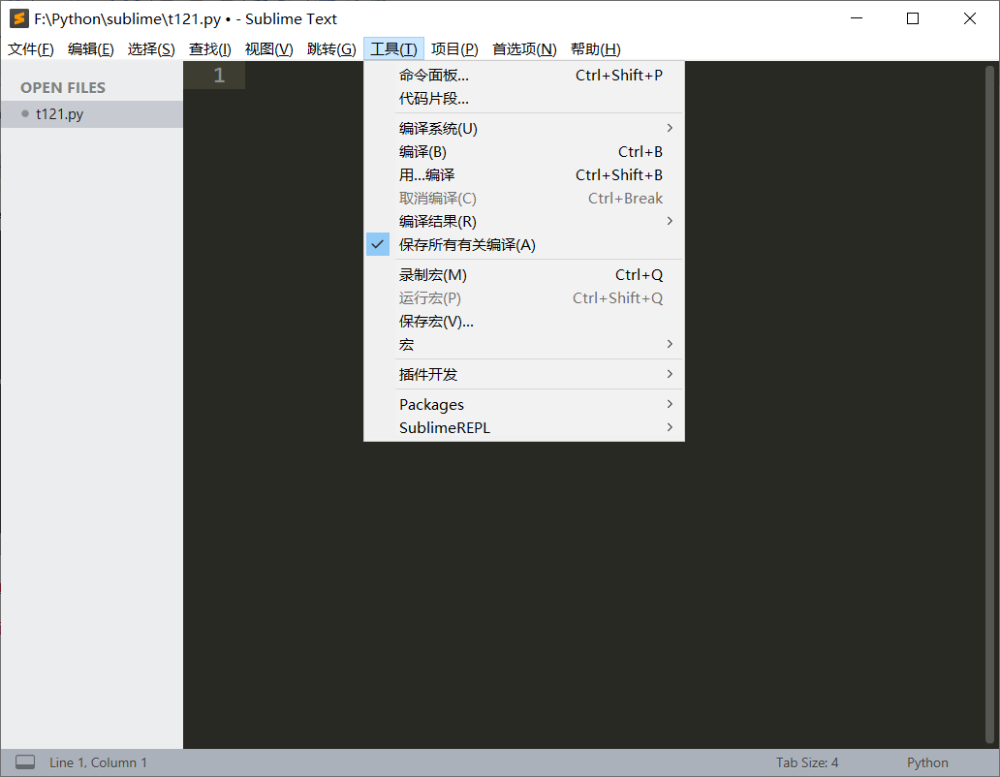 F:\Python\sublime\t121.py • - Sublime Text
文件(F) 编辑(E) 选择(S) 查找(I) 视图(V) 跳转(G) 工具(T) 项目(P) 首选项(N) 帮助(H)
OPEN FILES
t121.py
1
命令面板... Ctrl+Shift+P
代码片段...
编译系统(U)
编译(B) Ctrl+B
用...编译 Ctrl+Shift+B
取消编译(C) Ctrl+Break
编译结果(R)
保存所有有关编译(A)
录制宏(M) Ctrl+Q
运行宏(P) Ctrl+Shift+Q
保存宏(V)...
宏
插件开发
Packages
SublimeREPL
Line 1, Column 1 Tab Size: 4 Python